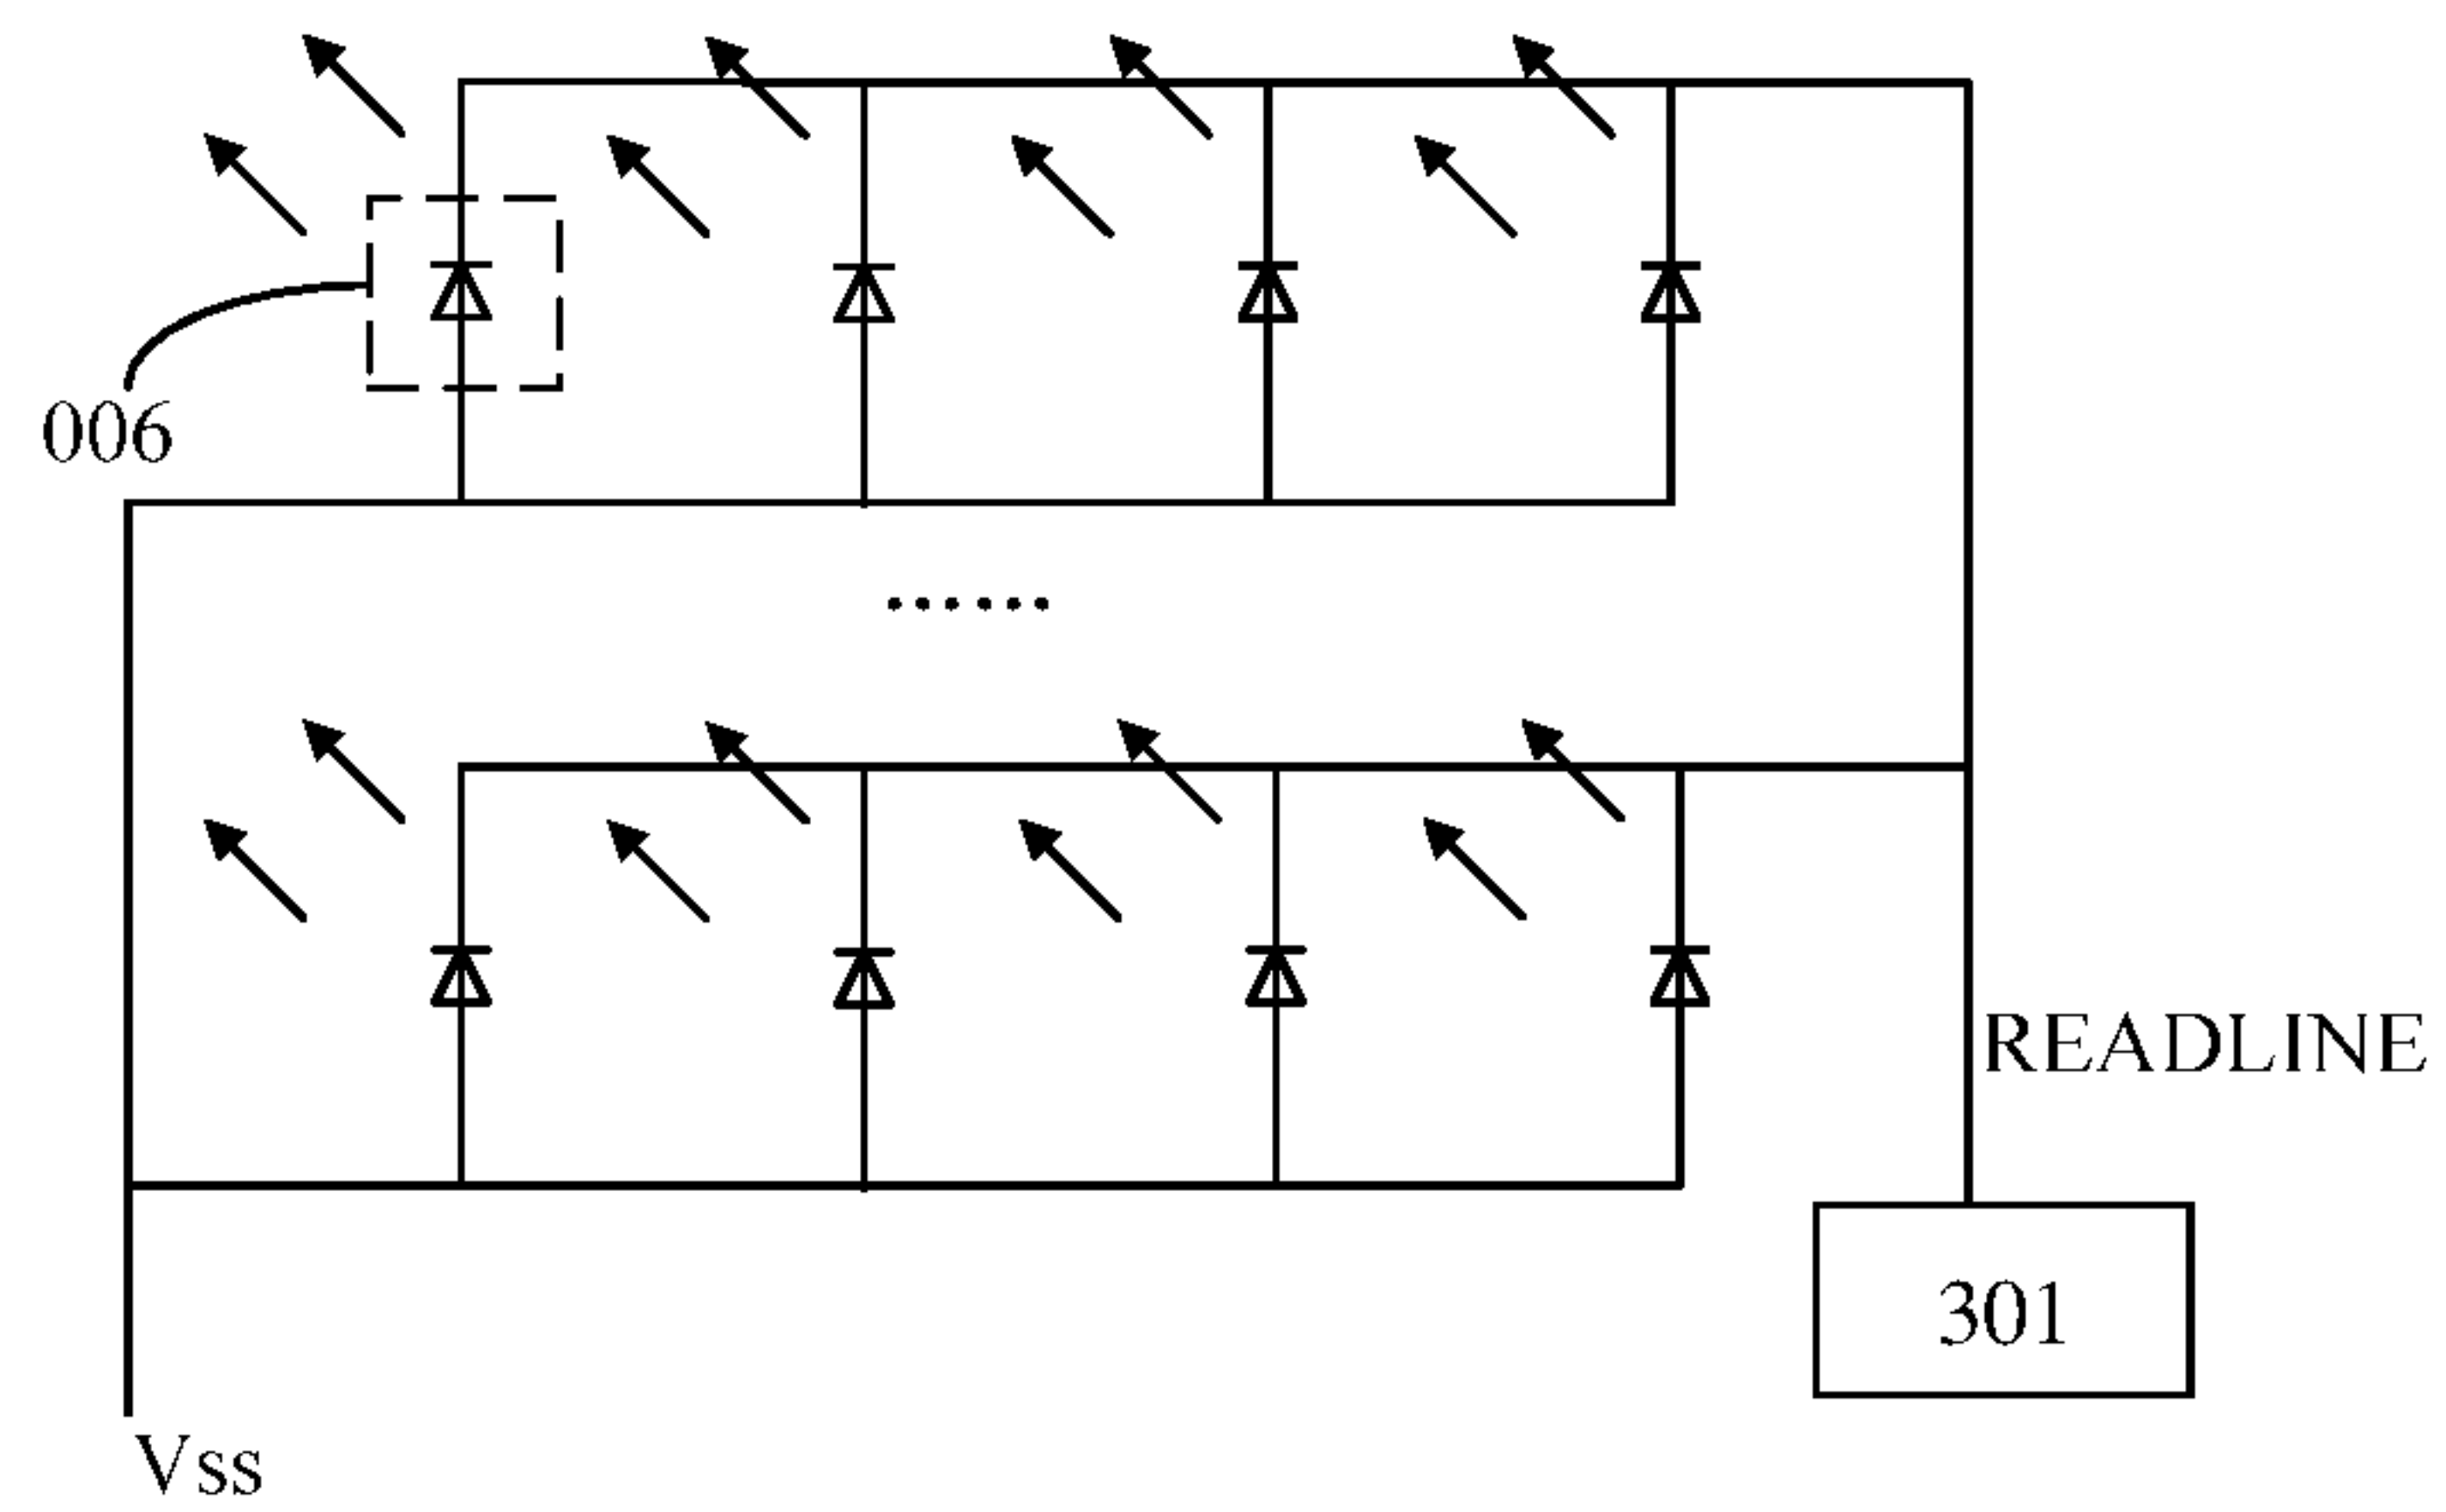 006
......
READLINE
301
Vss